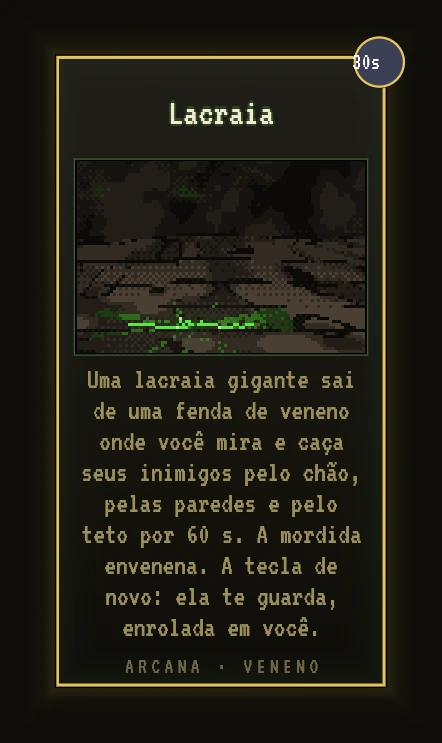 80s
Lacraia
Uma lacraia gigante sai
de uma fenda de veneno
onde você mira e caça
seus inimigos pelo chão,
pelas paredes e pelo
teto por 60 s. A mordida
envenena. A tecla de
novo: ela te guarda,
enrolada em você.
ARCANA · VENENO